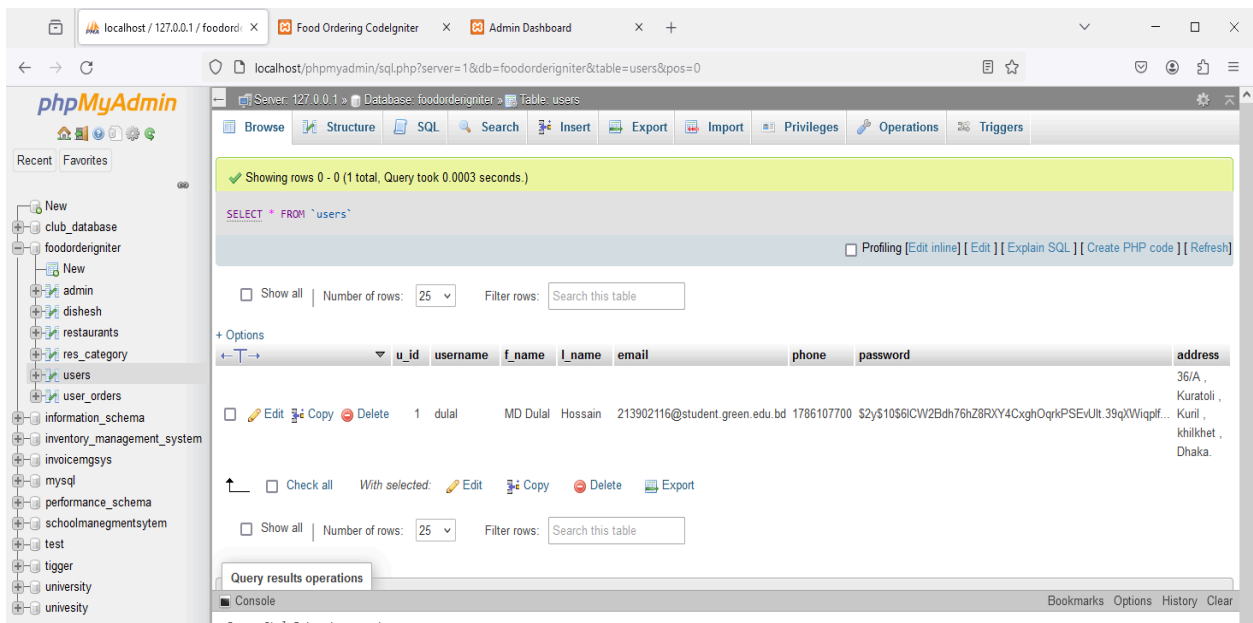 localhost / 127.0.0.1 / foodord
Food Ordering CodeIgniter
Admin Dashboard
localhost/phpmyadmin/sql.php?server=1&db=foodorderigniter&table=users&pos=0
phpMyAdmin
Recent Favorites
New
club_database
foodorderigniter
New
admin
dishesh
restaurants
res_category
users
user_orders
information_schema
inventory_management_system
invoicemgsys
mysql
performance_schema
schoolmanegmentsytem
test
tigger
university
univesity
Server: 127.0.0.1 » Database: foodorderigniter » Table: users
Browse Structure SQL Search Insert Export Import Privileges Operations Triggers
Showing rows 0 - 0 (1 total, Query took 0.0003 seconds.)
SELECT * FROM `users`
Profiling [Edit inline] [ Edit ] [ Explain SQL ] [ Create PHP code ] [ Refresh]
Show all | Number of rows: 25 Filter rows: Search this table
+ Options
←T→ u_id username f_name l_name email phone password address
Edit Copy Delete 1 dulal MD Dulal Hossain 213902116@student.green.edu.bd 1786107700 36/A ,
Kuratoli ,
Kuril ,
khilkhet ,
Dhaka.
Check all With selected: Edit Copy Delete Export
Show all | Number of rows: 25 Filter rows: Search this table
Query results operations
Console Bookmarks Options History Clear